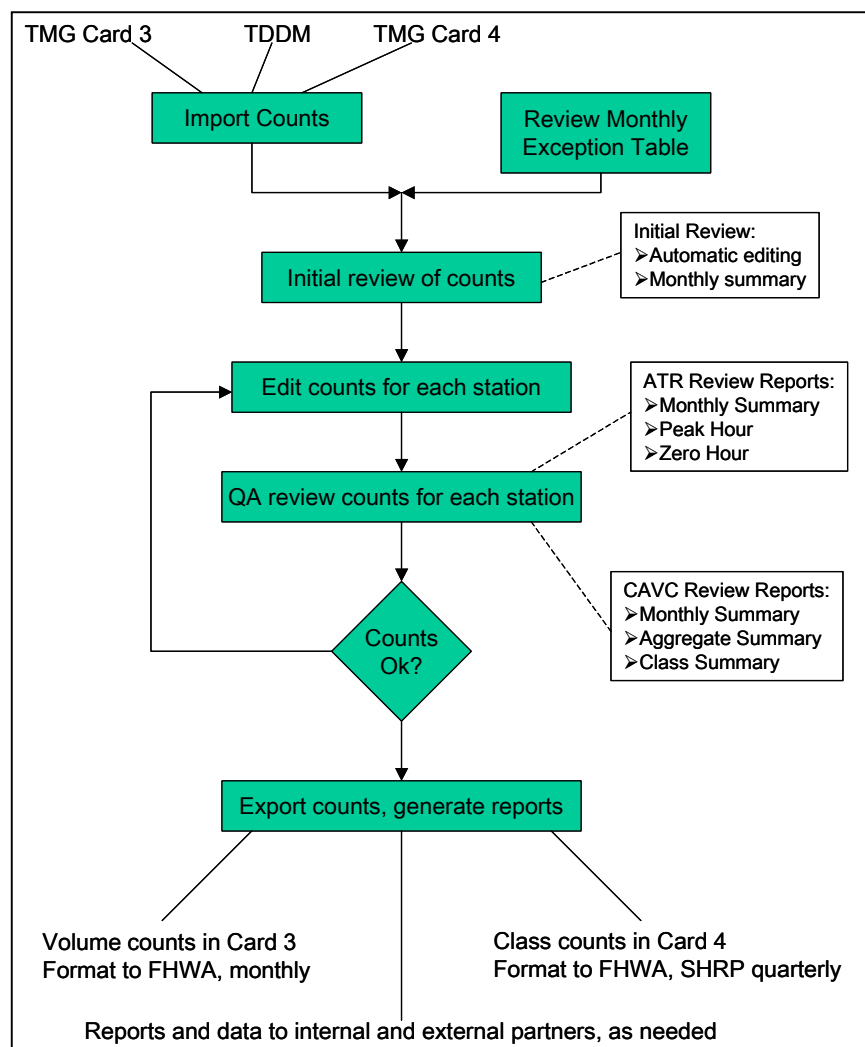 TMG Card 3
TDDM
TMG Card 4
Import Counts
Review Monthly
Exception Table
Initial review of counts
Initial Review:
➢Automatic editing
➢Monthly summary
Edit counts for each station
ATR Review Reports:
➢Monthly Summary
➢Peak Hour
➢Zero Hour
QA review counts for each station
CAVC Review Reports:
➢Monthly Summary
➢Aggregate Summary
➢Class Summary
Counts
Ok?
Export counts, generate reports
Volume counts in Card 3
Format to FHWA, monthly
Class counts in Card 4
Format to FHWA, SHRP quarterly
Reports and data to internal and external partners, as needed